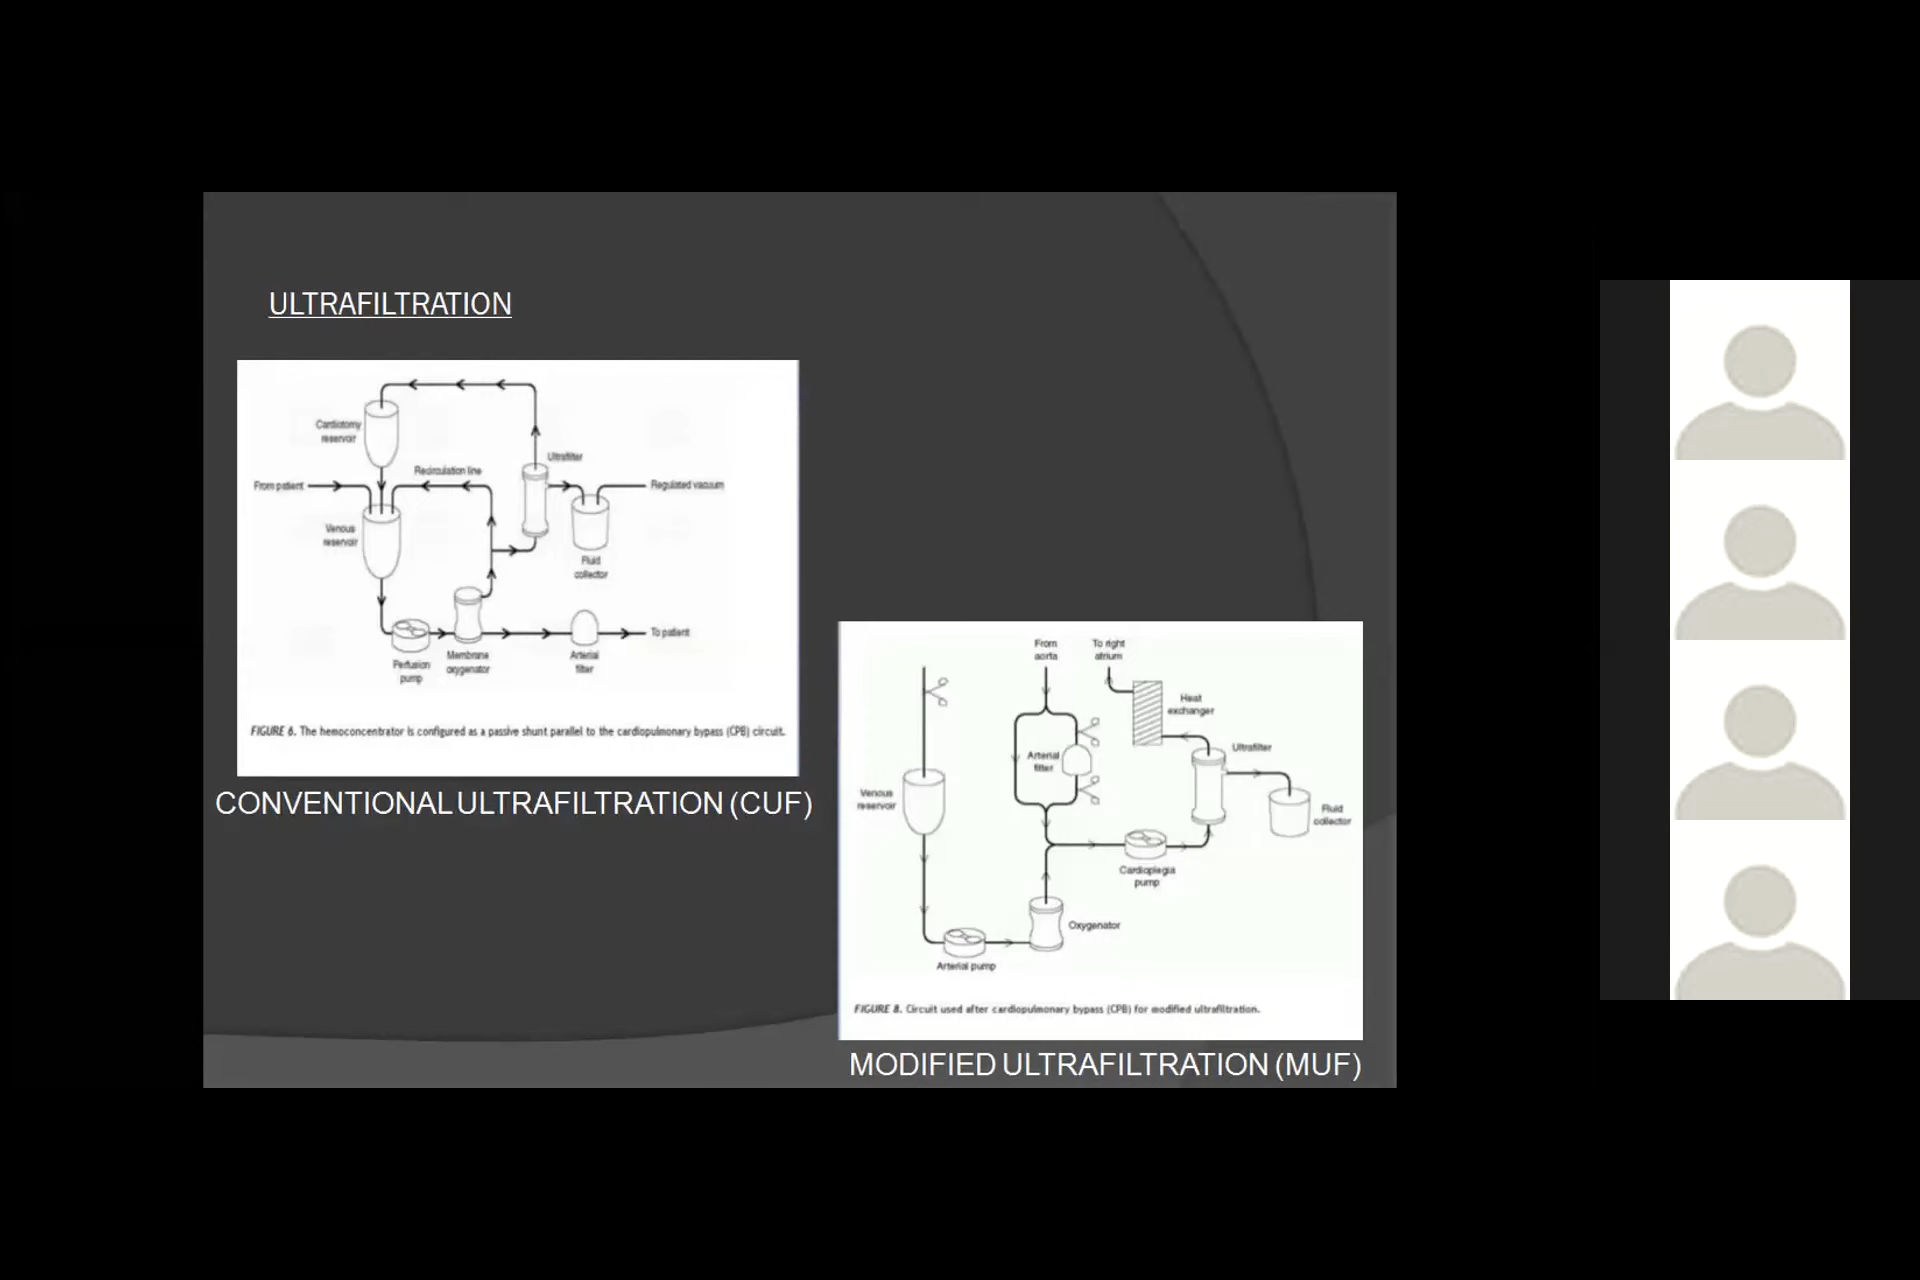 ULTRAFILTRATION
Cardiotomy
reservoir
Ultrafilter
Recirculation line
From patient
Regulated vacuum
Venous
reservoir
Fluid
collector
To patient
Perfusion
pump
Membrane
oxygenator
Arterial
filter
FIGURE 6. The hemoconcentrator is configured as a passive shunt parallel to the cardiopulmonary bypass (CPB) circuit.
CONVENTIONAL ULTRAFILTRATION (CUF)
From
aorta
To right
atrium
Heat
exchanger
Arterial
filter
Ultrafilter
Venous
reservoir
Fluid
collector
Cardioplegia
pump
Oxygenator
Arterial pump
FIGURE 8. Circuit used after cardiopulmonary bypass (CPB) for modified ultrafiltration.
MODIFIED ULTRAFILTRATION (MUF)